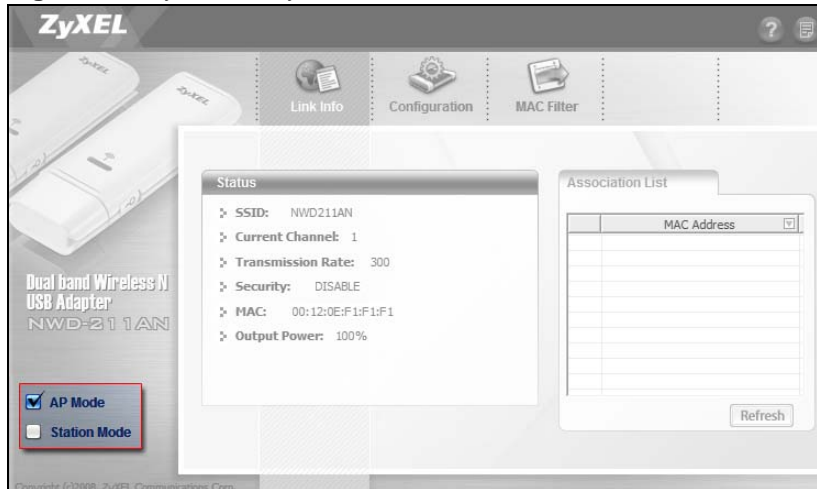 ZyXEL
?
ZyXEL
ZyXEL
Link Info
Configuration
MAC Filter
Status
SSID: NWD211AN
Current Channel: 1
Transmission Rate: 300
Security: DISABLE
MAC: 00:12:0E:F1:F1:F1
Output Power: 100%
Association List
MAC Address
Refresh
Dual band Wireless N
USB Adapter
NWD-211AN
AP Mode
Station Mode
Copyright (c)2008, ZyXEL Communications Corp.